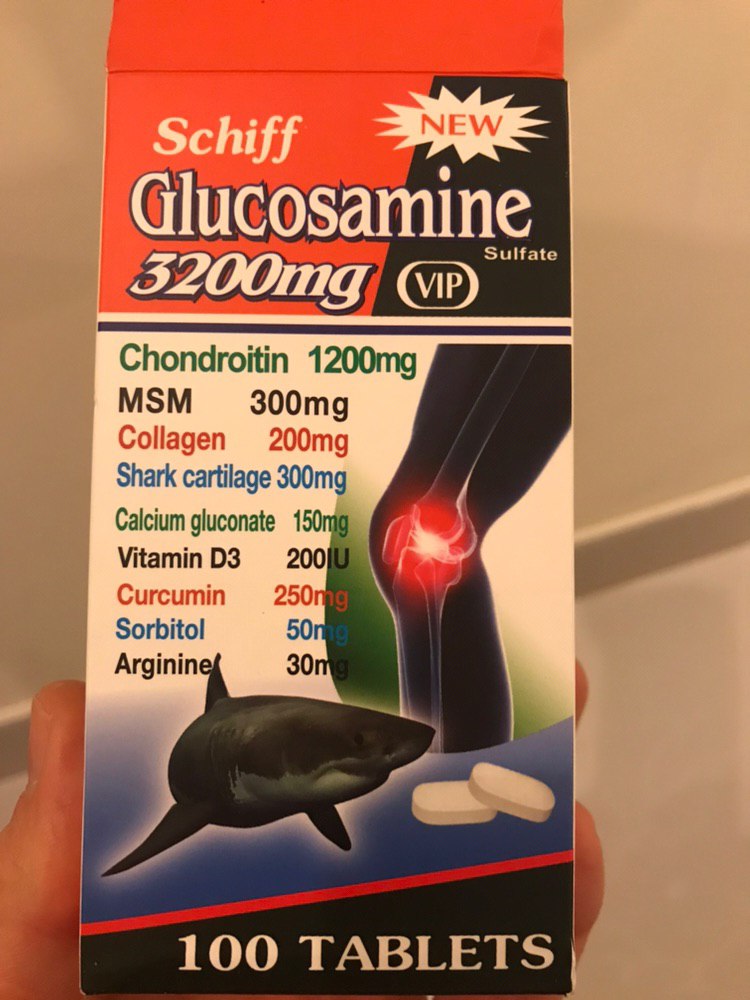 Schiff
NEW
Glucosamine
Sulfate
3200mg VIP
Chondroitin 1200mg
MSM 300mg
Collagen 200mg
Shark cartilage 300mg
Calcium gluconate 150mg
Vitamin D3 200IU
Curcumin 250mg
Sorbitol 50mg
Arginine 30mg
100 TABLETS